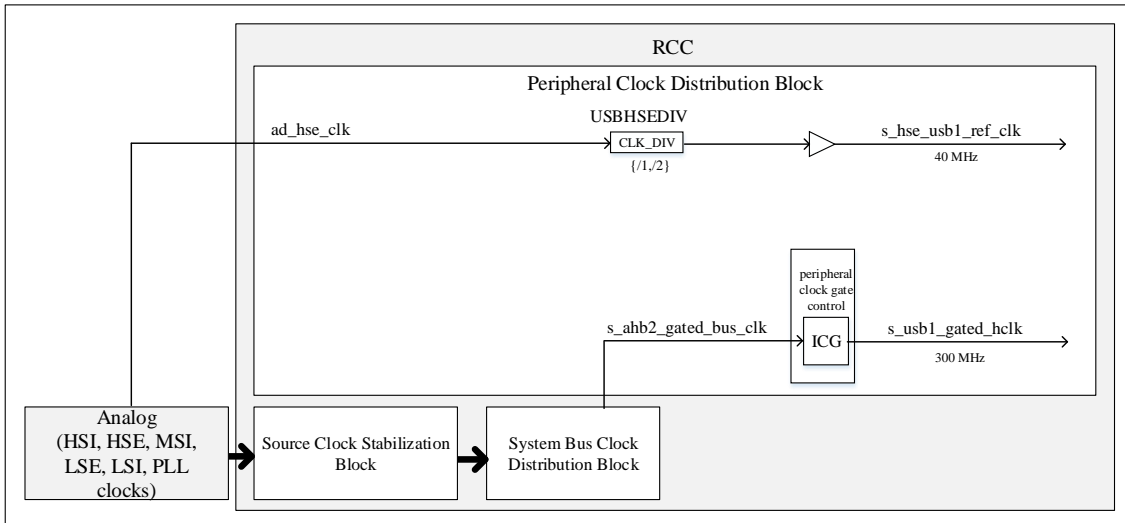 RCC
Peripheral Clock Distribution Block
USBHSEDIV
ad_hse_clk
CLK_DIV
s_hse_usb1_ref_clk
{/1,/2}
40 MHz
peripheral
clock gate
control
s_ahb2_gated_bus_clk
ICG
s_usb1_gated_hclk
300 MHz
Analog
(HSI, HSE, MSI,
LSE, LSI, PLL
clocks)
Source Clock Stabilization
Block
System Bus Clock
Distribution Block